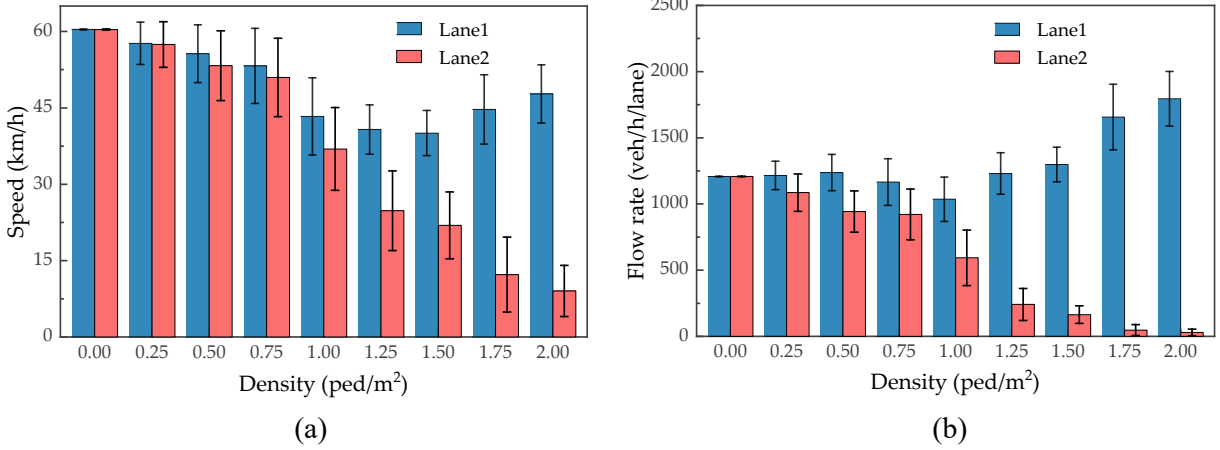 60
45
30
15
0
Speed (km/h)
Lane1
Lane2
0.00 0.25 0.50 0.75 1.00 1.25 1.50 1.75 2.00
Density (ped/m²)
(a)
2500
2000
1500
1000
500
0
Flow rate (veh/h/lane)
Lane1
Lane2
0.00 0.25 0.50 0.75 1.00 1.25 1.50 1.75 2.00
Density (ped/m²)
(b)